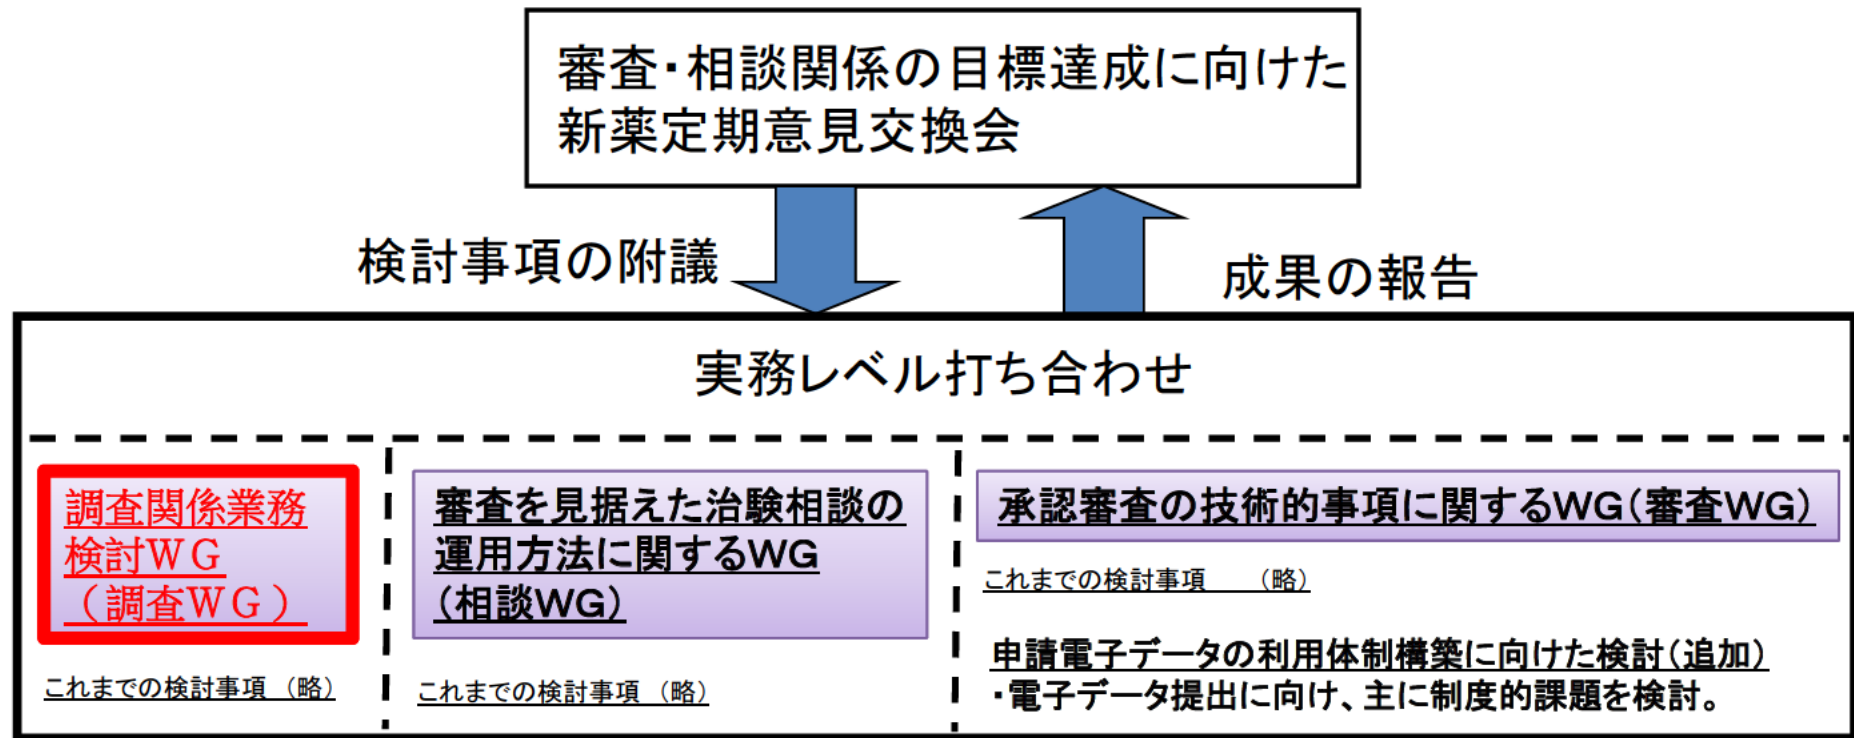 審査・相談関係の目標達成に向けた
新薬定期意見交換会
検討事項の附議
成果の報告
実務レベル打ち合わせ
調査関係業務
検討WG
(調査WG)
これまでの検討事項 (略)
審査を見据えた治験相談の
運用方法に関するWG
(相談WG)
これまでの検討事項 (略)
承認審査の技術的事項に関するWG(審査WG)
これまでの検討事項 (略)
申請電子データの利用体制構築に向けた検討(追加)
・電子データ提出に向け、主に制度的課題を検討。